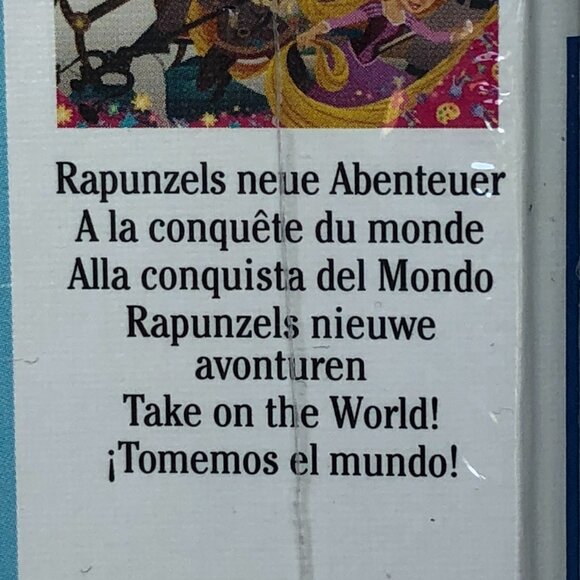 Rapunzels neue Abenteuer
A la conquête du monde
Alla conquista del Mondo
Rapunzels nieuwe
avonturen
Take on the World!
¡Tomemos el mundo!